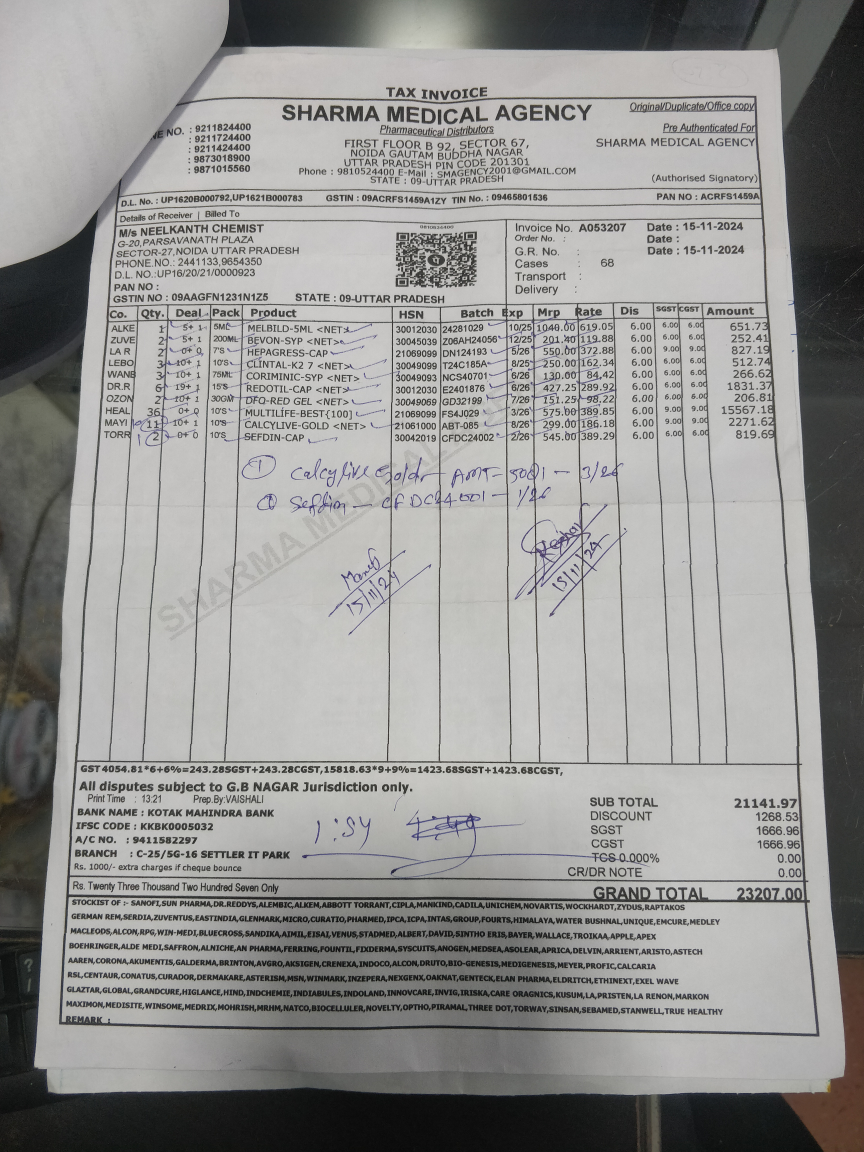 TAX INVOICE
SHARMA MEDICAL AGENCY
Original/Duplicate/Office copy
Pharmaceutical Distributors
Pre Authenticated For
SHARMA MEDICAL AGENCY
(Authorised Signatory)
NE NO. : 9211824400
: 9211724400
: 9211424400
: 9873018900
: 9871015560
FIRST FLOOR B 92, SECTOR 67,
NOIDA GAUTAM BUDDHA NAGAR
UTTAR PRADESH PIN CODE 201301
Phone : 9810524400 E-Mail : SMAGENCY2001@GMAIL.COM
STATE : 09-UTTAR PRADESH
D.L. No. : UP1620B000792,UP1621B000783 GSTIN : 09ACRFS1459A1ZY TIN No. : 09465801536 PAN NO : ACRFS1459A
Details of Receiver | Billed To
M/s NEELKANTH CHEMIST
G-20,PARSAVANATH PLAZA
SECTOR-27,NOIDA UTTAR PRADESH
PHONE.NO. : 2441133,9654350
D.L. NO.:UP16/20/21/0000923
PAN NO :
GSTIN NO : 09AAGFN1231N1Z5 STATE : 09-UTTAR PRADESH
9810524400
Invoice No. A053207 Date : 15-11-2024
Order No. : Date :
G.R. No. : Date : 15-11-2024
Cases : 68
Transport :
Delivery :
Co. Qty. Deal Pack Product HSN Batch Exp Mrp Rate Dis SGST CGST Amount
ALKE 1 5+ 1 5ML MELBILD-5ML <NET> 30012030 24281029 10/25 1040.00 619.05 6.00 6.00 6.00 651.73
ZUVE 2 5+ 1 200ML BEVON-SYP <NET> 30045039 Z06AH24056 12/25 201.40 119.88 6.00 6.00 6.00 252.41
LA R 2 0+ 0 7'S HEPAGRESS-CAP 21069099 DN124193 5/26 550.00 372.88 6.00 9.00 9.00 827.19
LEBO 3 10+ 1 10'S CLINTAL-K2 7 <NET> 30049099 T24C185A 8/25 250.00 162.34 6.00 6.00 6.00 512.74
WANB 3 10+ 1 75ML CORIMINIC-SYP <NET> 30049093 NCS40701 6/26 130.00 84.42 6.00 6.00 6.00 266.62
DR.R 6 19+ 1 15'S REDOTIL-CAP <NET> 30012030 E2401876 6/26 427.25 289.92 6.00 6.00 6.00 1831.37
OZON 2 10+ 1 30GM DFO-RED GEL <NET> 30049069 GD32199 7/26 151.25 98.22 6.00 6.00 6.00 206.81
HEAL 36 0+ 0 10'S MULTILIFE-BEST{100} 21069099 FS4J029 3/26 575.00 389.85 6.00 9.00 9.00 15567.18
MAYI 11 10+ 1 10'S CALCYLIVE-GOLD <NET> 21061000 ABT-085 8/26 299.00 186.18 6.00 9.00 9.00 2271.62
TORR 2 0+ 0 10'S SEFDIN-CAP 30042019 CFDC24002 2/26 545.00 389.29 6.00 6.00 6.00 819.69
① Calcylive Gold - AMT-5001 - 3/26
① Sefdin - CFDC24001 - 1/26
SHARMA MEDICAL
15/11/24
15/11/24
GST 4054.81*6+6%=243.28SGST+243.28CGST,15818.63*9+9%=1423.68SGST+1423.68CGST,
All disputes subject to G.B NAGAR Jurisdiction only.
Print Time : 13:21 Prep.By:VAISHALI
BANK NAME : KOTAK MAHINDRA BANK
IFSC CODE : KKBK0005032
A/C NO. : 9411582297
BRANCH : C-25/5G-16 SETTLER IT PARK
Rs. 1000/- extra charges if cheque bounce
1:54
SUB TOTAL 21141.97
DISCOUNT 1268.53
SGST 1666.96
CGST 1666.96
TCS 0.000% 0.00
CR/DR NOTE 0.00
Rs. Twenty Three Thousand Two Hundred Seven Only
GRAND TOTAL 23207.00
STOCKIST OF :- SANOFI,SUN PHARMA,DR.REDDYS,ALEMBIC,ALKEM,ABBOTT TORRANT,CIPLA,MANKIND,CADILA,UNICHEM,NOVARTIS,WOCKHARDT,ZYDUS,RAPTAKOS
GERMAN REM,SERDIA,ZUVENTUS,EASTINDIA,GLENMARK,MICRO,CURATIO,PHARMED,IPCA,ICPA,INTAS,GROUP,FOURTS,HIMALAYA,WATER BUSHNAL,UNIQUE,EMCURE,MEDLEY
MACLEODS,ALCON,RPG,WIN-MEDI,BLUECROSS,SANDIKA,AIMIL,EISAI,VENUS,STADMED,ALBERT,DAVID,SINTHO ERIS,BAYER,WALLACE,TROIKAA,APPLE,APEX
BOEHRINGER,ALDE MEDI,SAFFRON,ALNICHE,AN PHARMA,FERRING,FOUNTIL,FIXDERMA,SYSCUITS,ANOGEN,MEDSEA,ASOLEAR,APRICA,DELVIN,ARRIENT,ARISTO,ASTECH
AAREN,CORONA,AKUMENTIS,GALDERMA,BRINTON,AVGRO,AKSIGEN,CRENEXA,INDOCO,ALCON,DRUTO,BIO-GENESIS,MEDIGENESIS,MEYER,PROFIC,CALCARIA
RSL,CENTAUR,CONATUS,CURADOR,DERMAKARE,ASTERISM,MSN,WINMARK,INZEPERA,NEXGENX,OAKNAT,GENTECK,ELAN PHARMA,ELDRITCH,ETHINEXT,EXEL WAVE
GLAZTAR,GLOBAL,GRANDCURE,HIGLANCE,HIND,INDCHEMIE,INDIABULES,INDOLAND,INNOVCARE,INVIG,IRISKA,CARE ORAGNICS,KUSUM,LA,PRISTEN,LA RENON,MARKON
MAXIMON,MEDISITE,WINSOME,MEDRIX,MOHRISH,MRHM,NATCO,BIOCELLULER,NOVELTY,OPTHO,PIRAMAL,THREE DOT,TORWAY,SINSAN,SEBAMED,STANWELL,TRUE HEALTHY
REMARK :